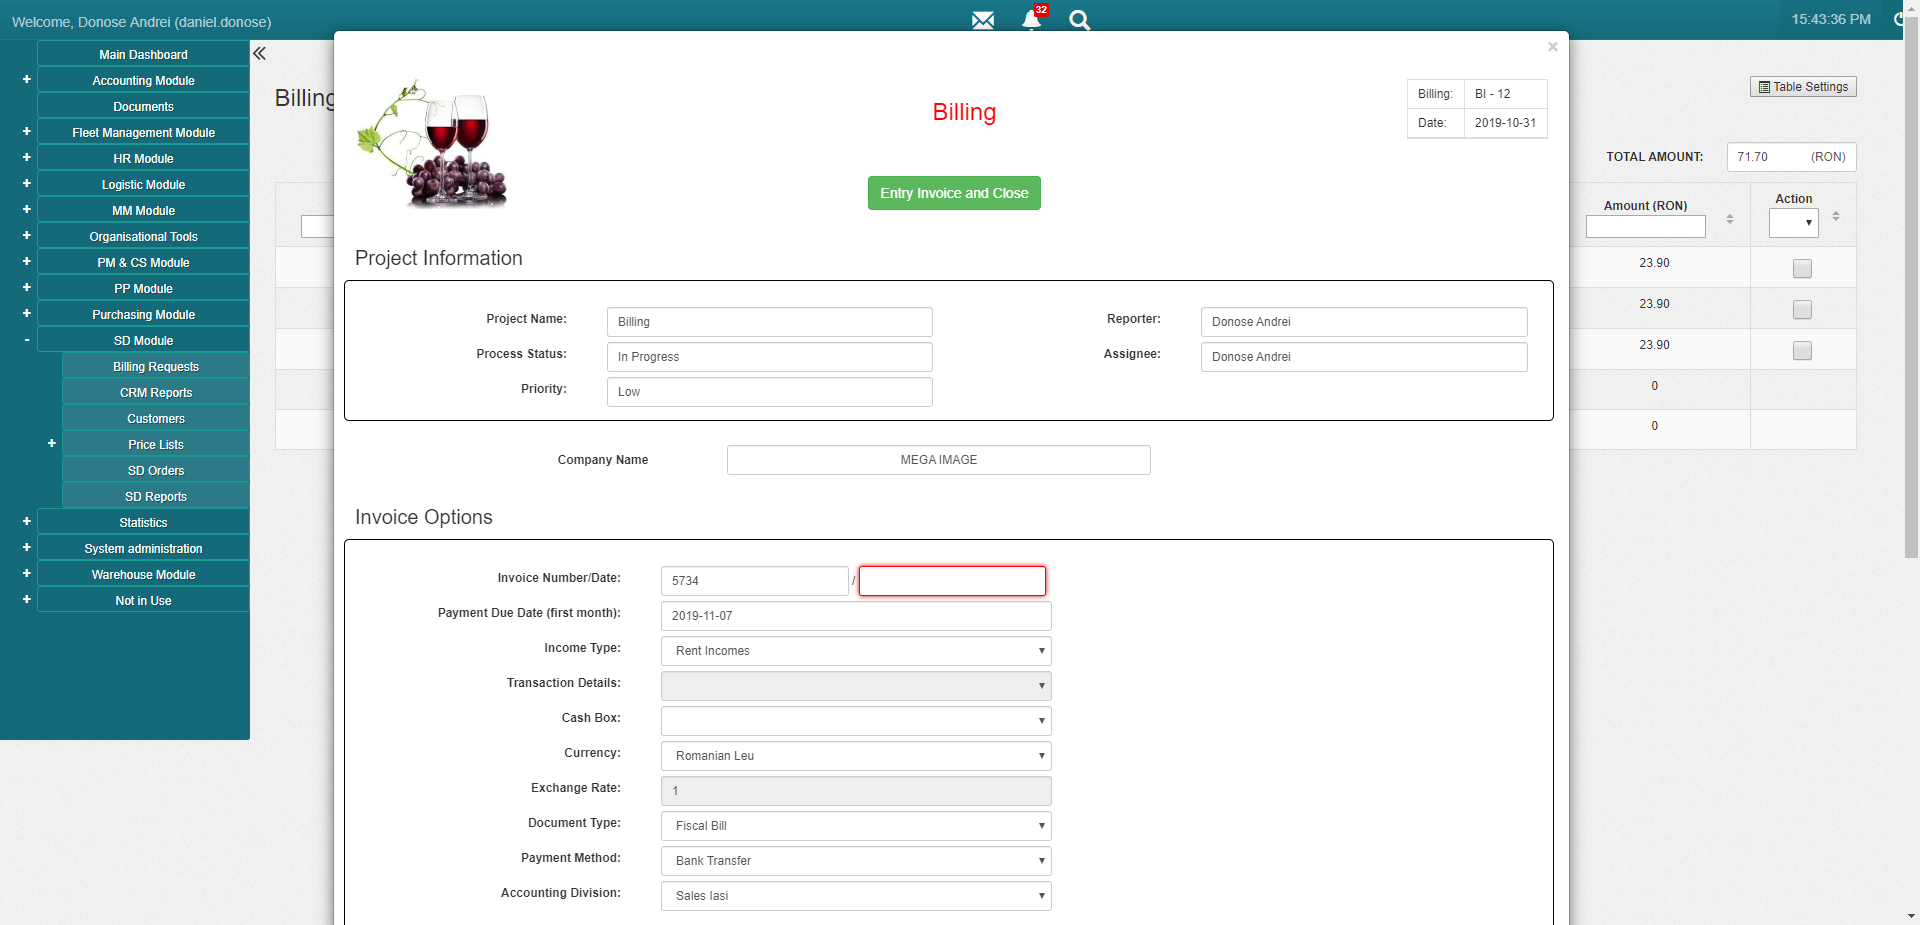 Welcome, Donose Andrei (daniel.donose)
32
15:43:36 PM
Main Dashboard
+ Accounting Module
Documents
+ Fleet Management Module
+ HR Module
+ Logistic Module
+ MM Module
+ Organisational Tools
+ PM & CS Module
+ PP Module
+ Purchasing Module
- SD Module
Billing Requests
CRM Reports
Customers
+ Price Lists
SD Orders
SD Reports
+ Statistics
+ System administration
+ Warehouse Module
+ Not in Use
Billing
Table Settings
TOTAL AMOUNT: 71.70 (RON)
Amount (RON)
Action
23.90
23.90
23.90
0
0
×
Billing
Billing: BI - 12
Date: 2019-10-31
Entry Invoice and Close
Project Information
Project Name: Billing
Reporter: Donose Andrei
Process Status: In Progress
Assignee: Donose Andrei
Priority: Low
Company Name MEGA IMAGE
Invoice Options
Invoice Number/Date: 5734 /
Payment Due Date (first month): 2019-11-07
Income Type: Rent Incomes
Transaction Details:
Cash Box:
Currency: Romanian Leu
Exchange Rate: 1
Document Type: Fiscal Bill
Payment Method: Bank Transfer
Accounting Division: Sales Iasi